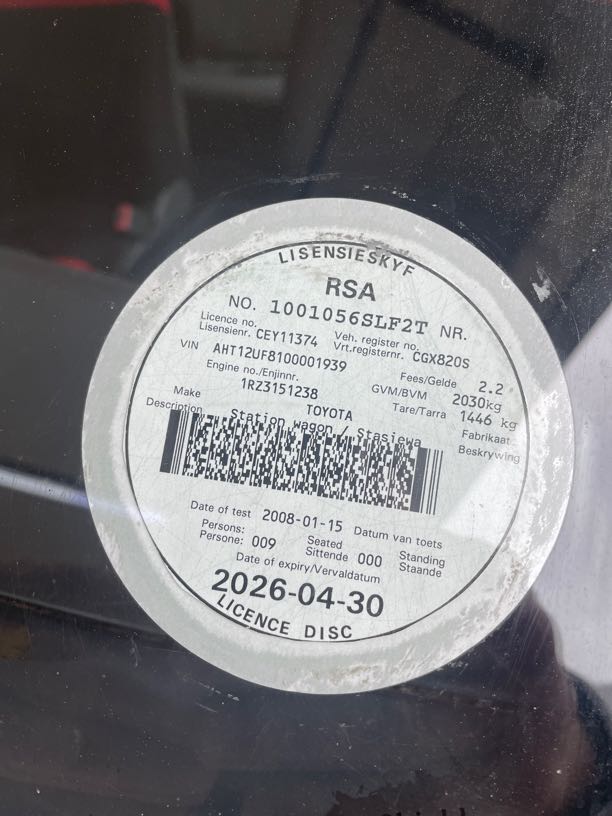 LISENSIESKYF
RSA
NO. 1001056SLF2T NR.
Licence no. Veh. register no.
Lisensienr. CEY11374 Vrt.registernr. CGX820S
VIN AHT12UF8100001939 Fees/Gelde 2.2
Engine no./Enjinnr. GVM/BVM 2030kg
1RZ3151238 Tare/Tarra 1446 kg
Make TOYOTA Fabrikaat
Description Station wagon / Stasiewa Beskrywing
Date of test 2008-01-15 Datum van toets
Persons: Seated Standing
Persone: 009 Sittende 000 Staande
Date of expiry/Vervaldatum
2026-04-30
LICENCE DISC